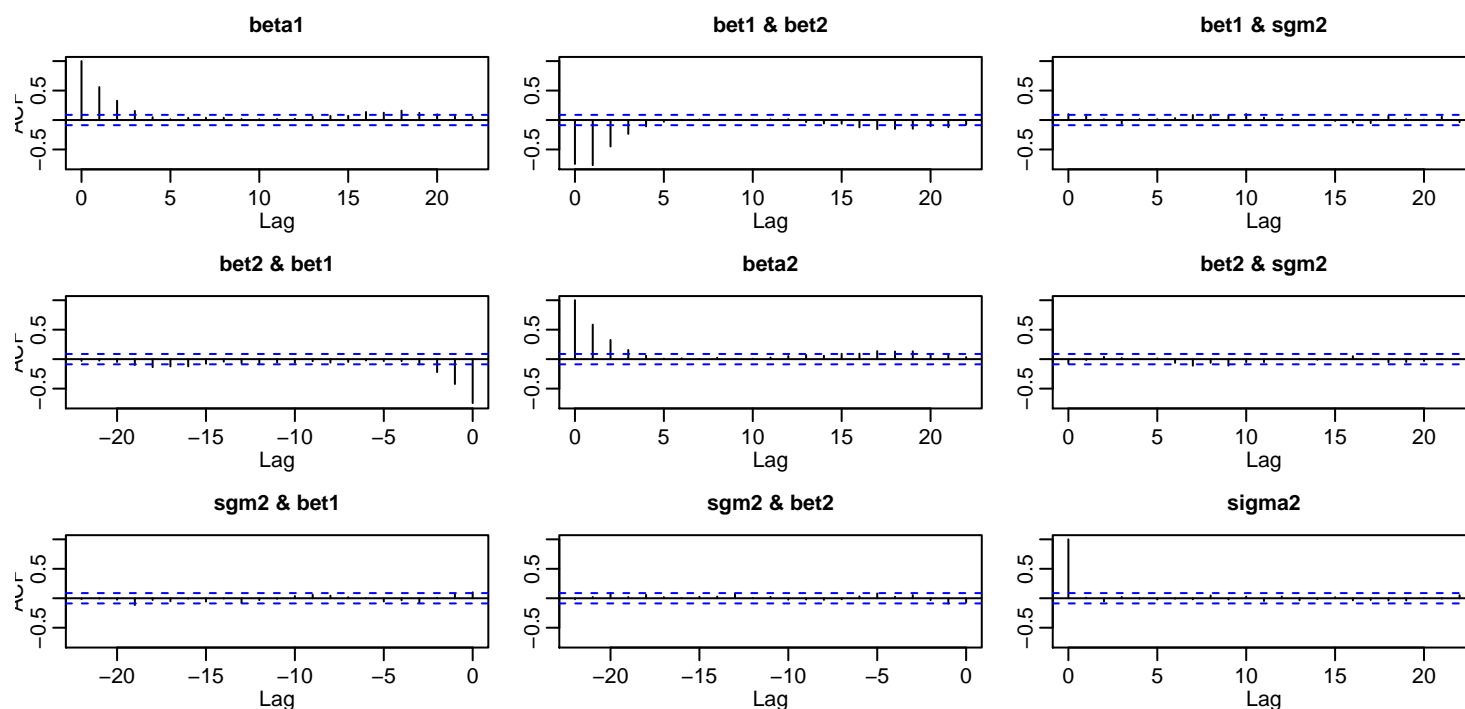 beta1 bet1 & bet2 bet1 & sgm2
−0.5 0.5 −0.5 0.5 −0.5 0.5
0 5 10 15 20 0 5 10 15 20 0 5 10 15 20
Lag Lag Lag
bet2 & bet1 beta2 bet2 & sgm2
−0.5 0.5 −0.5 0.5 −0.5 0.5
−20 −15 −10 −5 0 0 5 10 15 20 0 5 10 15 20
Lag Lag Lag
sgm2 & bet1 sgm2 & bet2 sigma2
−0.5 0.5 −0.5 0.5 −0.5 0.5
−20 −15 −10 −5 0 −20 −15 −10 −5 0 0 5 10 15 20
Lag Lag Lag